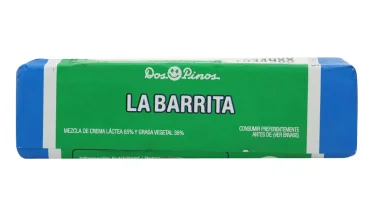 Dos Pinos
LA BARRITA
MEZCLA DE CREMA LÁCTEA 65% Y GRASA VEGETAL 35%
CONSUMIR PREFERENTEMENTE
ANTES DE: (VER ENVASE)